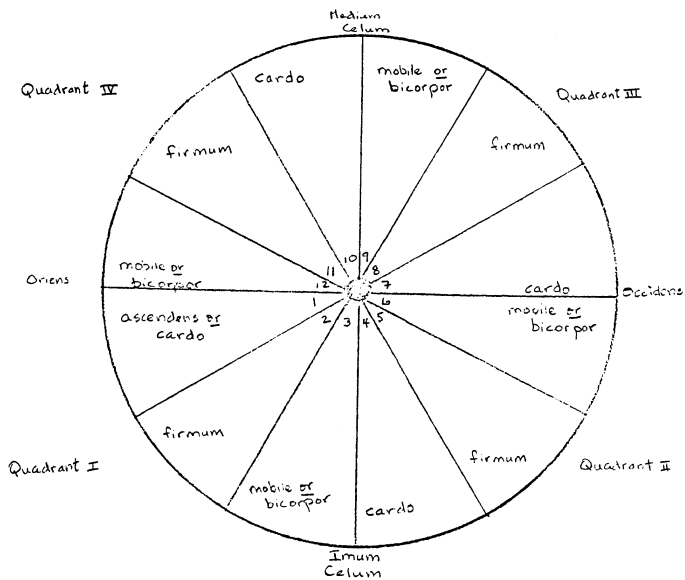 Medium
Celum
Quadrant IV
cardo
mobile or
bicorpor
Quadrant III
firmum
firmum
10 9
11 8
12 7
Oriens
mobile or
bicorpor
cardo
Occidens
1 6
2 3 4 5
ascendens or
cardo
mobile or
bicorpor
firmum
firmum
Quadrant I
Quadrant II
mobile or
bicorpor
cardo
Imum
Celum